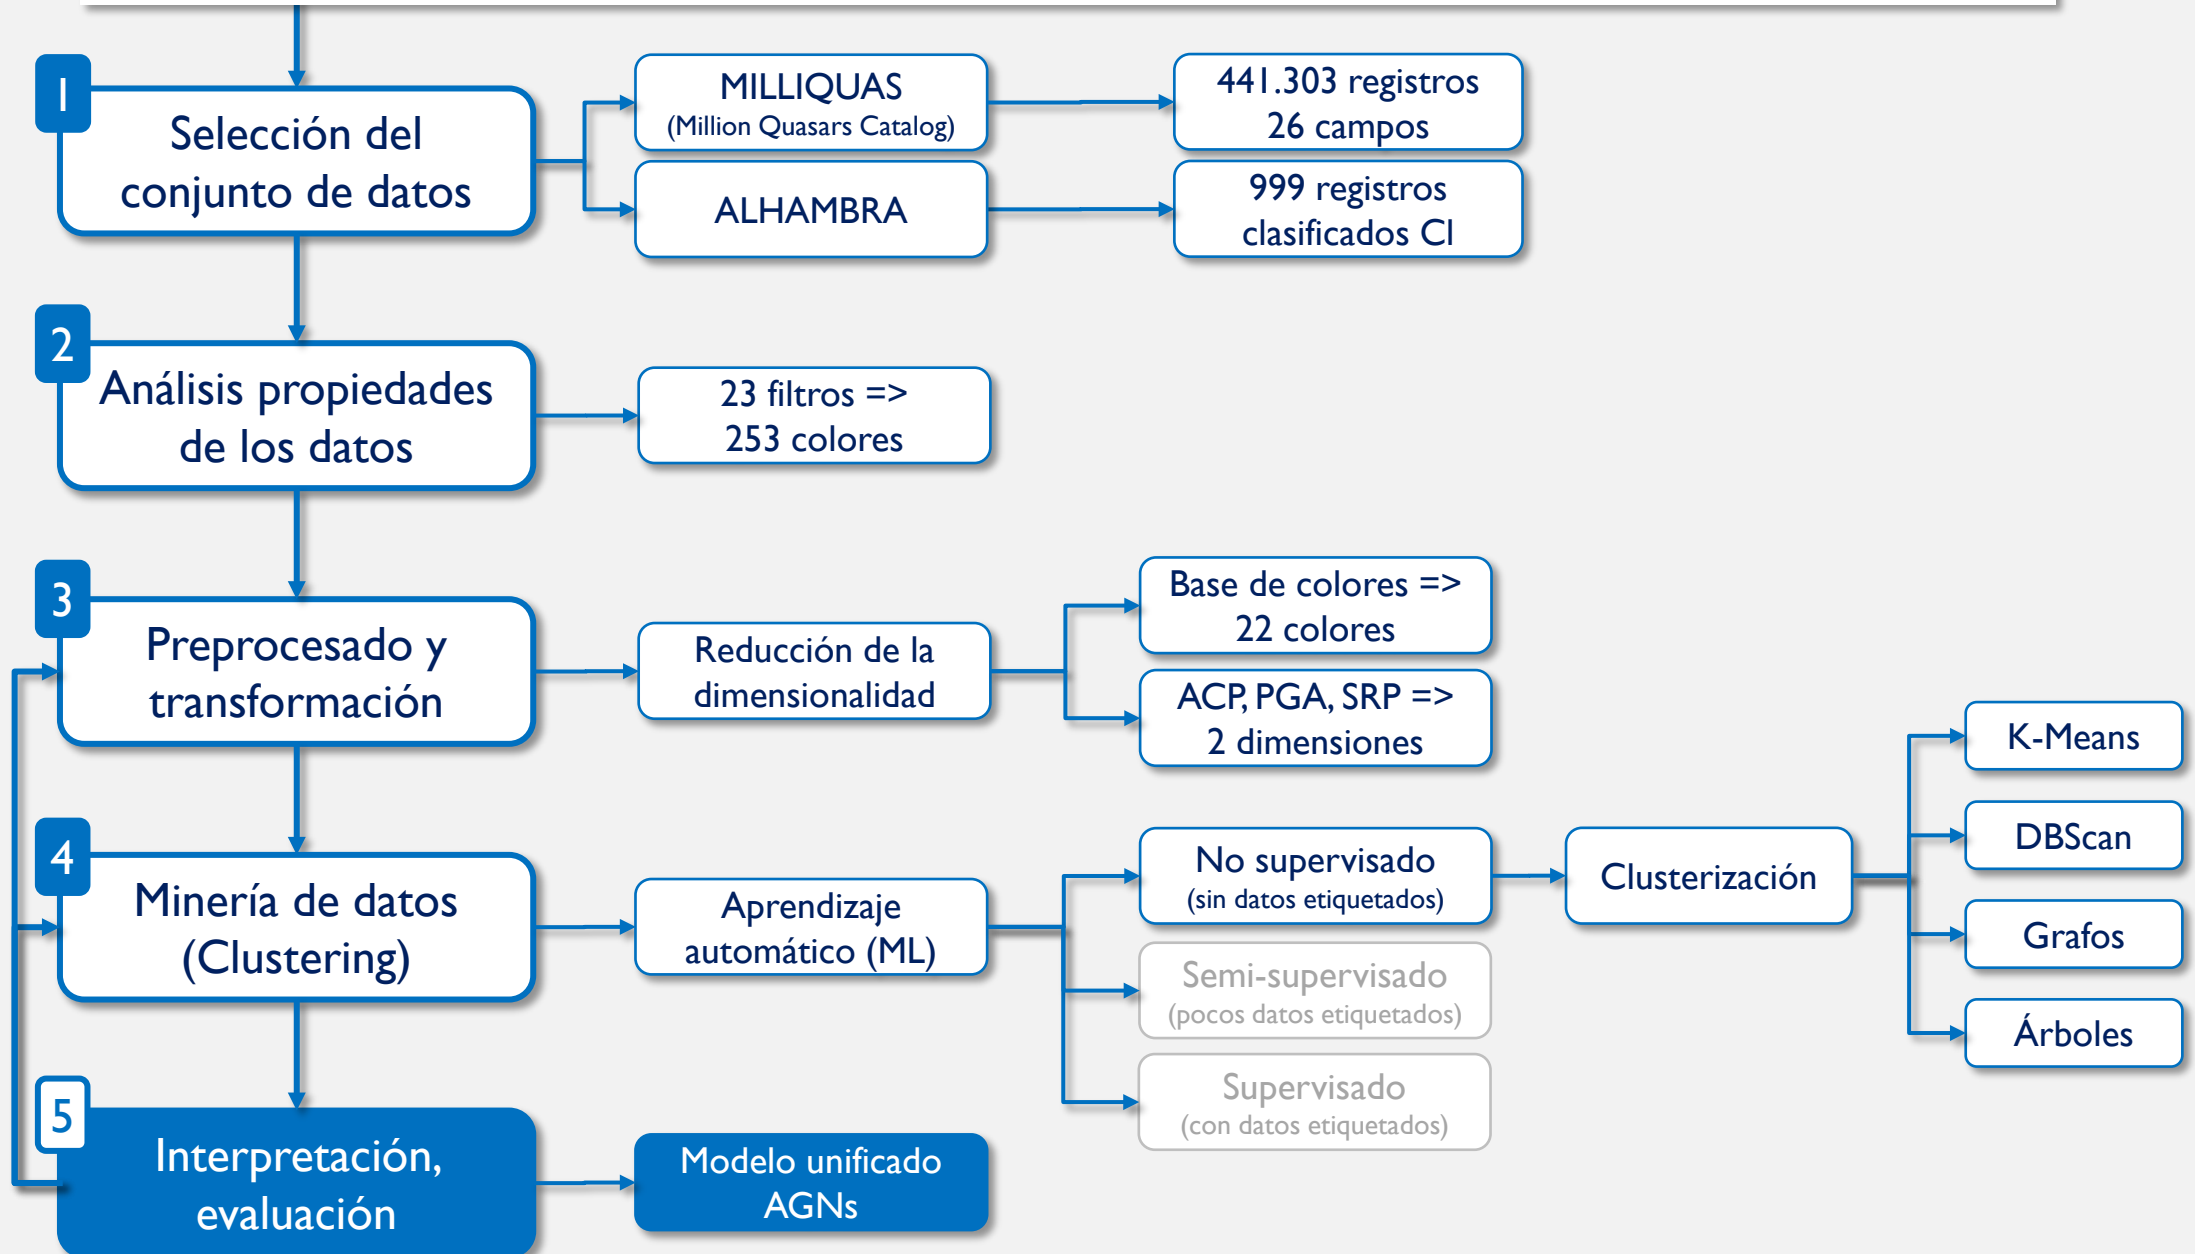 1
Selección del
conjunto de datos
MILLIQUAS
(Million Quasars Catalog)
441.303 registros
26 campos
ALHAMBRA
999 registros
clasificados Cl
2
Análisis propiedades
de los datos
23 filtros =>
253 colores
3
Preprocesado y
transformación
Reducción de la
dimensionalidad
Base de colores =>
22 colores
ACP, PGA, SRP =>
2 dimensiones
4
Minería de datos
(Clustering)
Aprendizaje
automático (ML)
No supervisado
(sin datos etiquetados)
Semi-supervisado
(pocos datos etiquetados)
Supervisado
(con datos etiquetados)
Clusterización
K-Means
DBScan
Grafos
Árboles
5
Interpretación,
evaluación
Modelo unificado
AGNs